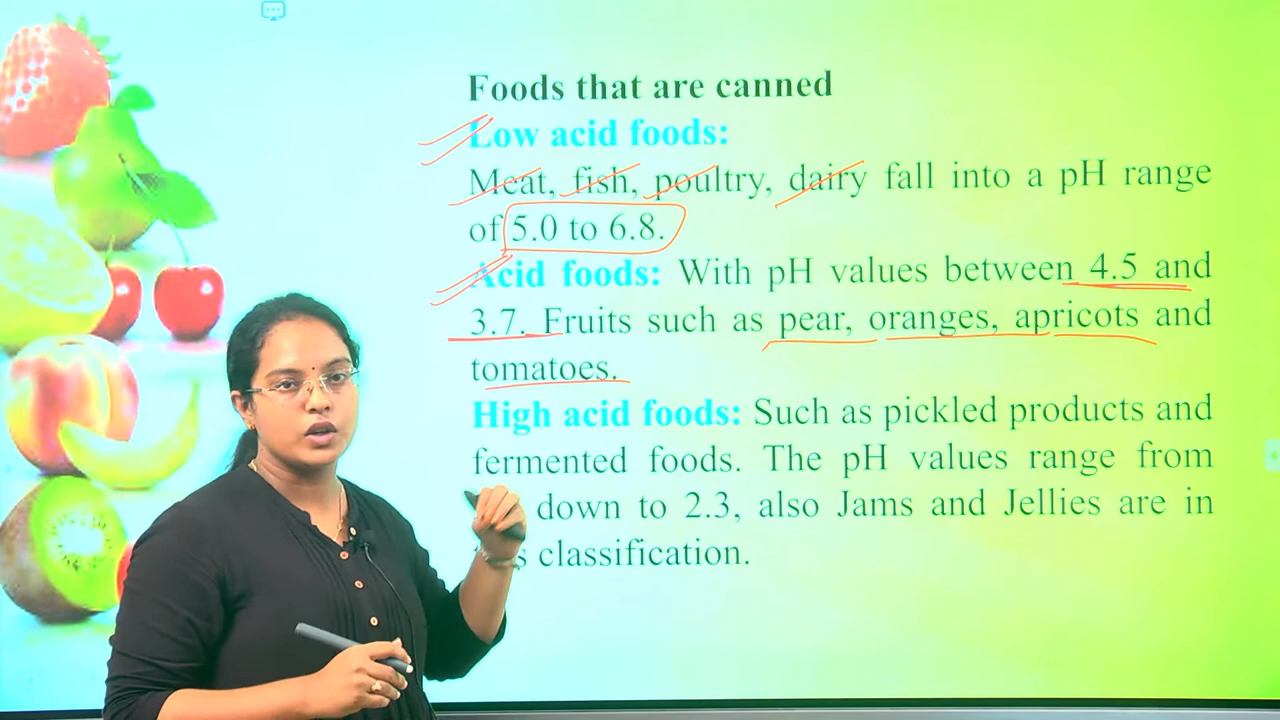 Foods that are canned
Low acid foods:
Meat, fish, poultry, dairy fall into a pH range
of 5.0 to 6.8.
Acid foods: With pH values between 4.5 and
3.7. Fruits such as pear, oranges, apricots and
tomatoes.
High acid foods: Such as pickled products and
fermented foods. The pH values range from
down to 2.3, also Jams and Jellies are in
classification.